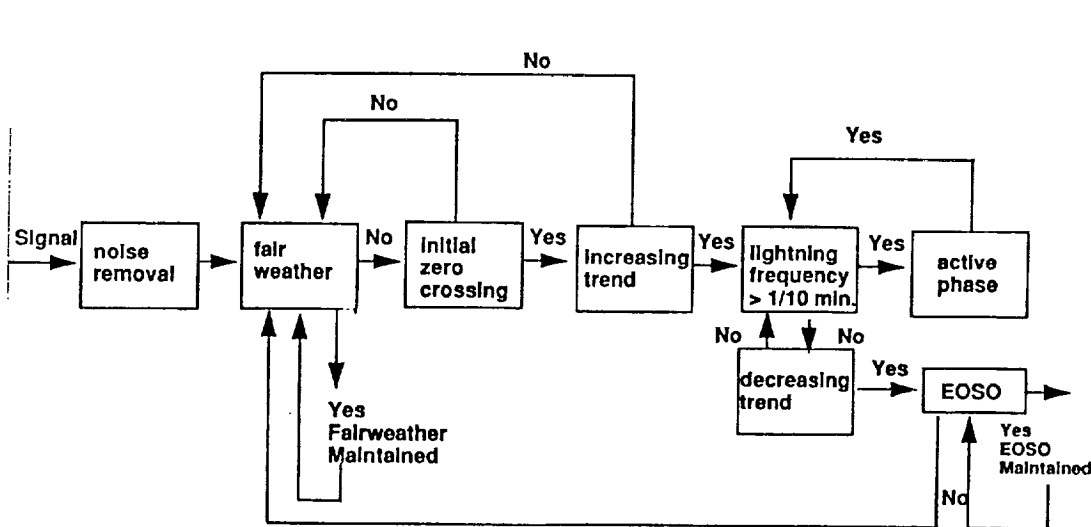 No
No
Yes
Signal
noise
removal
fair
weather
No
initial
zero
crossing
Yes
increasing
trend
Yes
lightning
frequency
> 1/10 min.
Yes
active
phase
No
No
decreasing
trend
Yes
EOSO
Yes
Fairweather
Maintained
Yes
EOSO
Maintained
No